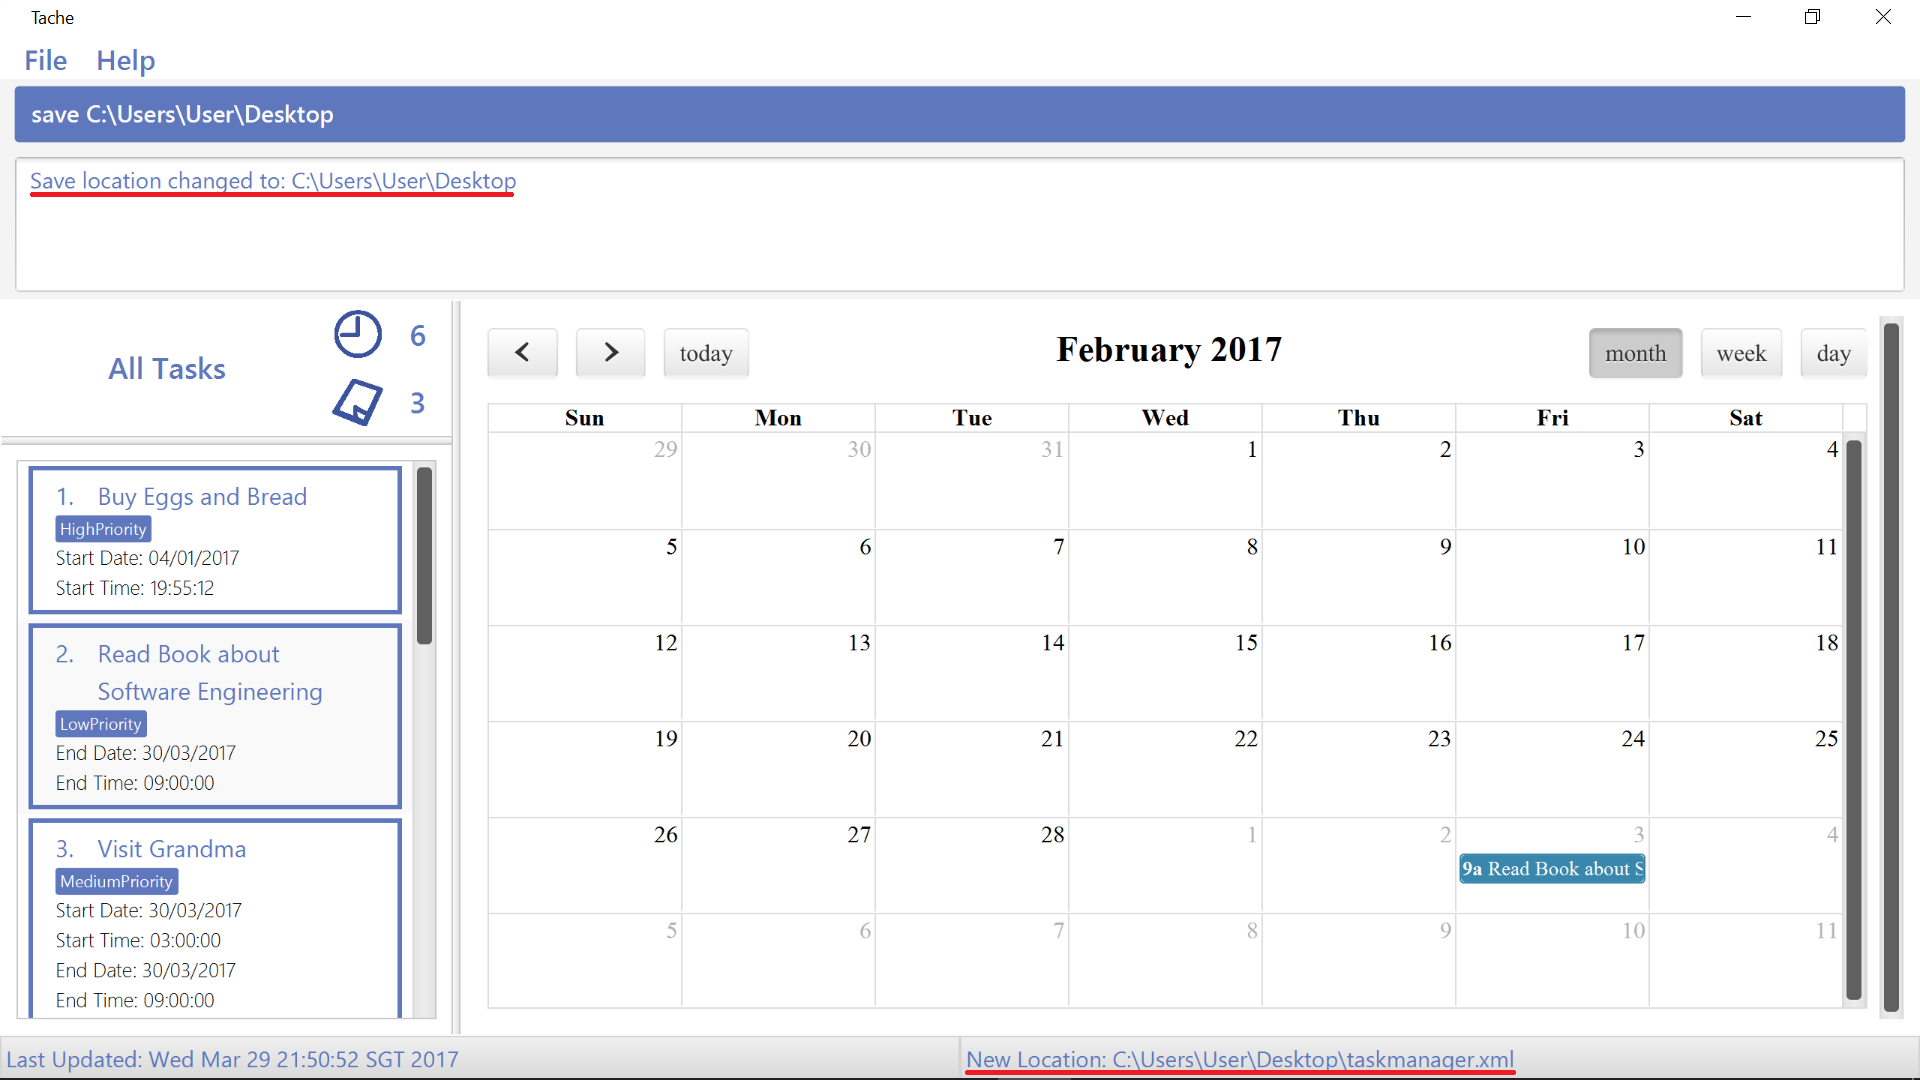 Tache
File Help
save C:\Users\User\Desktop
Save location changed to: C:\Users\User\Desktop
All Tasks
6
3
1. Buy Eggs and Bread
HighPriority
Start Date: 04/01/2017
Start Time: 19:55:12
2. Read Book about
Software Engineering
LowPriority
End Date: 30/03/2017
End Time: 09:00:00
3. Visit Grandma
MediumPriority
Start Date: 30/03/2017
Start Time: 03:00:00
End Date: 30/03/2017
End Time: 09:00:00
today February 2017 month week day
Sun Mon Tue Wed Thu Fri Sat
29 30 31 1 2 3 4
5 6 7 8 9 10 11
12 13 14 15 16 17 18
19 20 21 22 23 24 25
26 27 28 1 2 3 4
9a Read Book about S
5 6 7 8 9 10 11
Last Updated: Wed Mar 29 21:50:52 SGT 2017
New Location: C:\Users\User\Desktop\taskmanager.xml